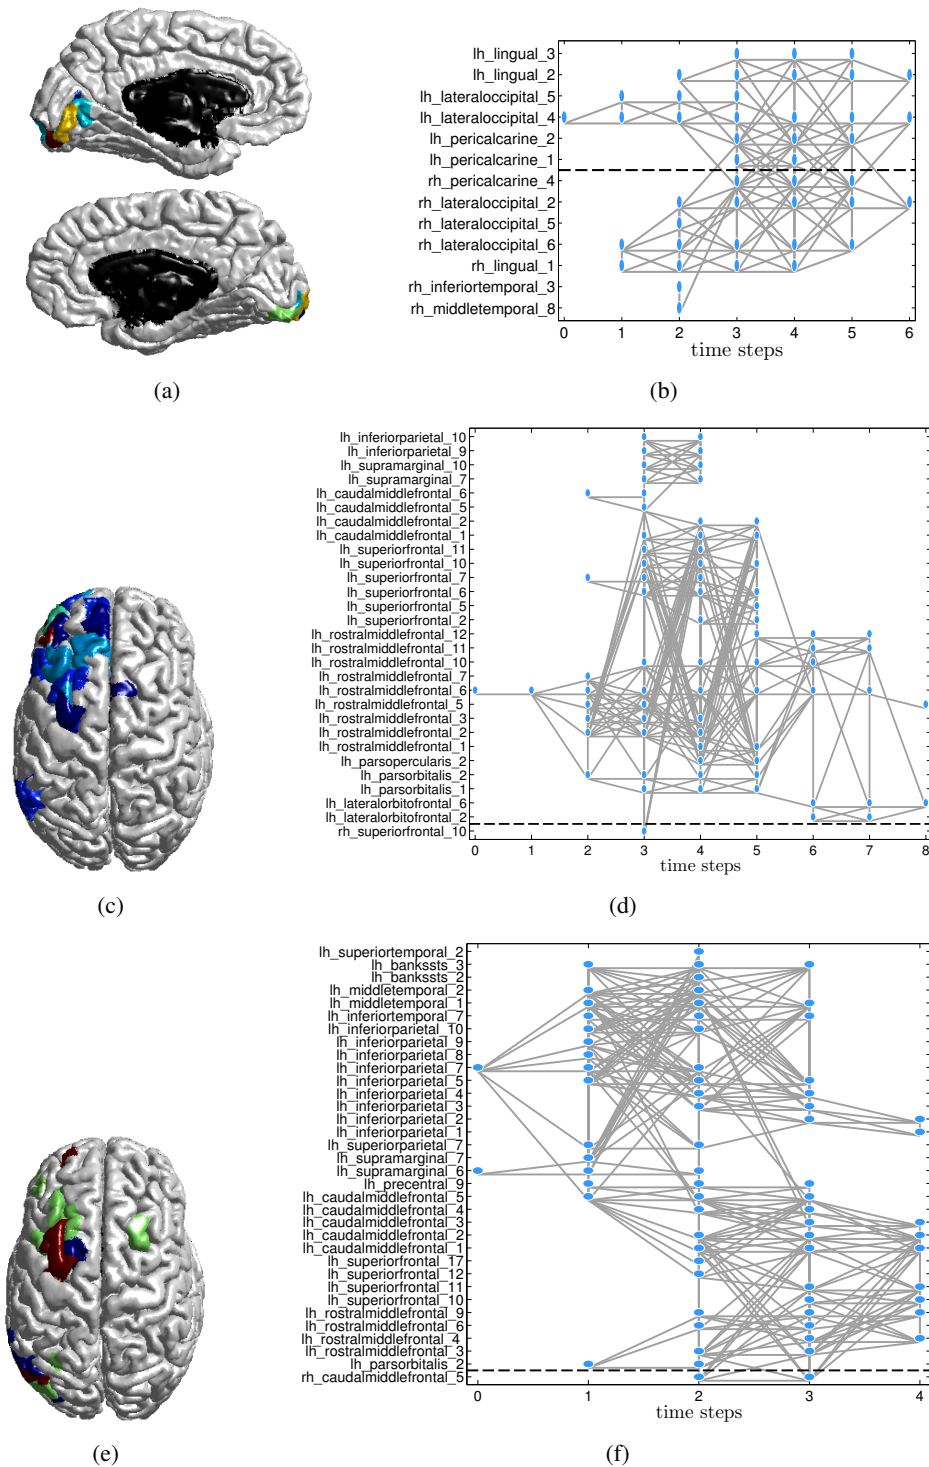 lh_lingual_3
lh_lingual_2
lh_lateraloccipital_5
lh_lateraloccipital_4
lh_pericalcarine_2
lh_pericalcarine_1
rh_pericalcarine_4
rh_lateraloccipital_2
rh_lateraloccipital_5
rh_lateraloccipital_6
rh_lingual_1
rh_inferiortemporal_3
rh_middletemporal_8
0 1 2 3 4 5 6
time steps
(a)
(b)
lh_inferiorparietal_10
lh_inferiorparietal_9
lh_supramarginal_10
lh_supramarginal_7
lh_caudalmiddlefrontal_6
lh_caudalmiddlefrontal_5
lh_caudalmiddlefrontal_2
lh_caudalmiddlefrontal_1
lh_superiorfrontal_11
lh_superiorfrontal_10
lh_superiorfrontal_7
lh_superiorfrontal_6
lh_superiorfrontal_5
lh_superiorfrontal_2
lh_rostralmiddlefrontal_12
lh_rostralmiddlefrontal_11
lh_rostralmiddlefrontal_10
lh_rostralmiddlefrontal_7
lh_rostralmiddlefrontal_6
lh_rostralmiddlefrontal_5
lh_rostralmiddlefrontal_3
lh_rostralmiddlefrontal_2
lh_rostralmiddlefrontal_1
lh_parsopercularis_2
lh_parsorbitalis_2
lh_parsorbitalis_1
lh_lateralorbitofrontal_6
lh_lateralorbitofrontal_2
rh_superiorfrontal_10
0 1 2 3 4 5 6 7 8
time steps
(c)
(d)
lh_superiortemporal_2
lh_bankssts_3
lh_bankssts_2
lh_middletemporal_2
lh_middletemporal_1
lh_inferiortemporal_7
lh_inferiorparietal_10
lh_inferiorparietal_9
lh_inferiorparietal_8
lh_inferiorparietal_7
lh_inferiorparietal_5
lh_inferiorparietal_4
lh_inferiorparietal_3
lh_inferiorparietal_2
lh_inferiorparietal_1
lh_superiorparietal_7
lh_supramarginal_7
lh_supramarginal_6
lh_precentral_9
lh_caudalmiddlefrontal_5
lh_caudalmiddlefrontal_4
lh_caudalmiddlefrontal_3
lh_caudalmiddlefrontal_2
lh_caudalmiddlefrontal_1
lh_superiorfrontal_17
lh_superiorfrontal_12
lh_superiorfrontal_11
lh_superiorfrontal_10
lh_rostralmiddlefrontal_9
lh_rostralmiddlefrontal_6
lh_rostralmiddlefrontal_4
lh_rostralmiddlefrontal_3
lh_parsorbitalis_2
rh_caudalmiddlefrontal_5
0 1 2 3 4
time steps
(e)
(f)